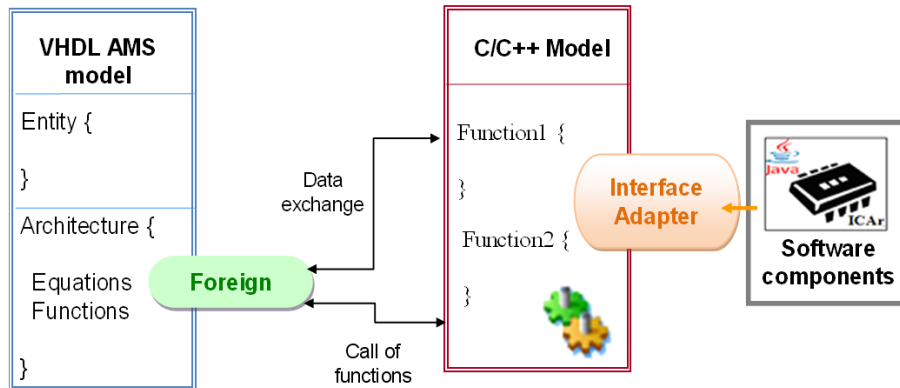 VHDL AMS
model
Entity {
}
Architecture {
Equations
Functions
}
Foreign
Data
exchange
Call of
functions
C/C++ Model
Function1 {
}
Function2 {
}
Interface
Adapter
Java
ICAr
Software
components